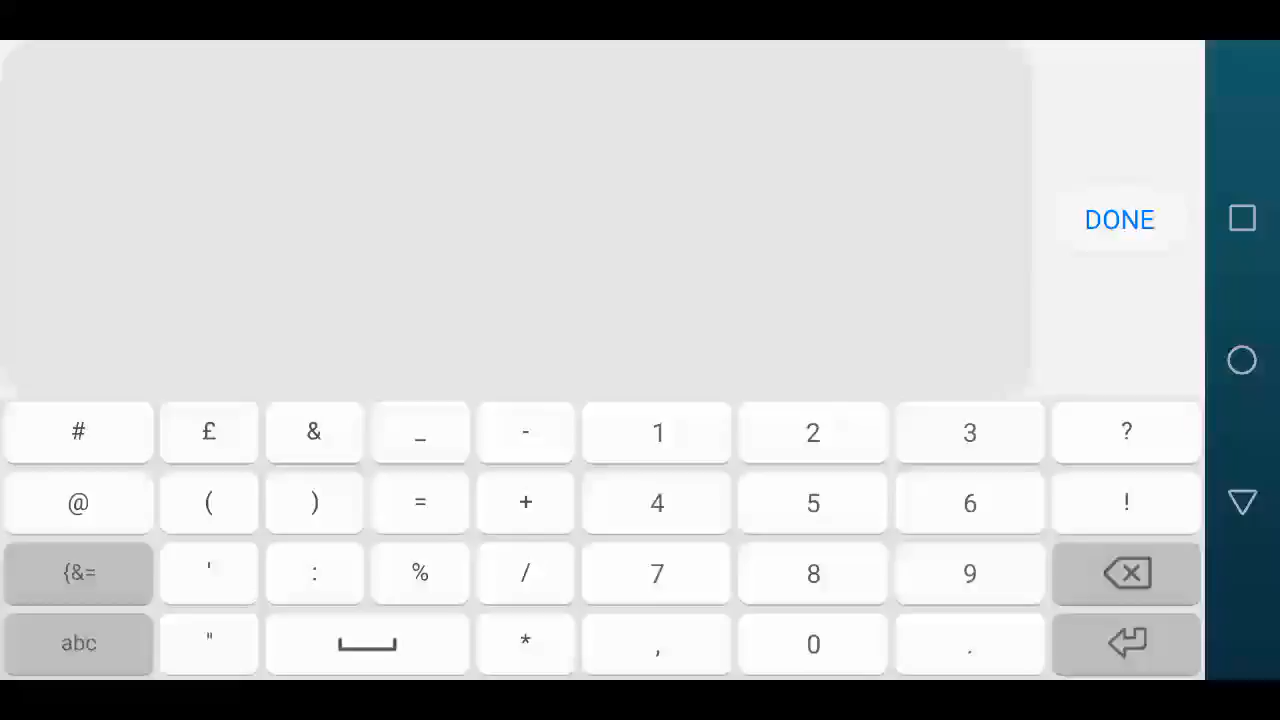 DONE
# £ & _ - 1 2 3 ?
@ ( ) = + 4 5 6 !
{&= ' : % / 7 8 9
abc " * , 0 .